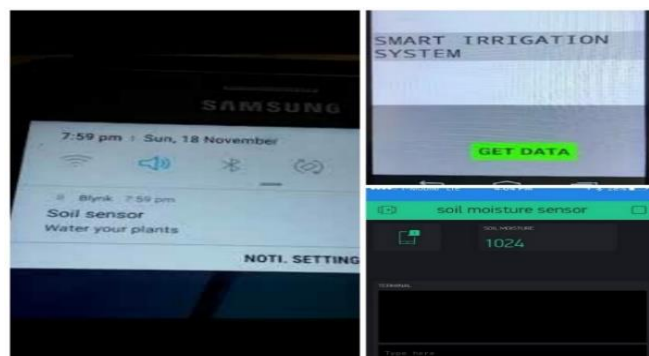 SAMSUNG
7:59 pm : Sun, 18 November
Blynk 7:59 pm
Soil sensor
Water your plants
NOTI. SETTING
SMART IRRIGATION
SYSTEM
GET DATA
soil moisture sensor
SOIL MOISTURE
1024
TERMINAL
Type here